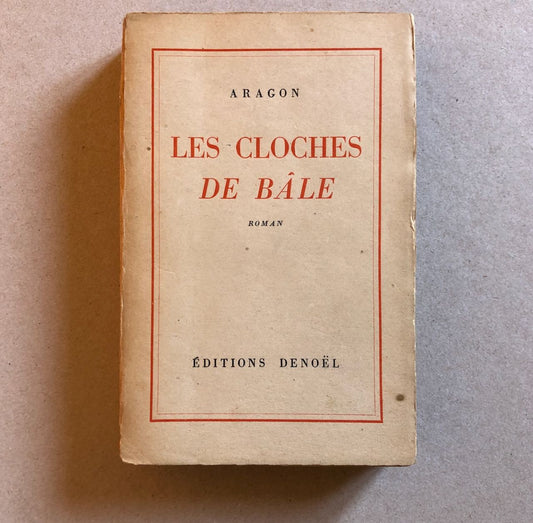 ARAGON
LES CLOCHES
DE BÂLE
ROMAN
ÉDITIONS DENOËL